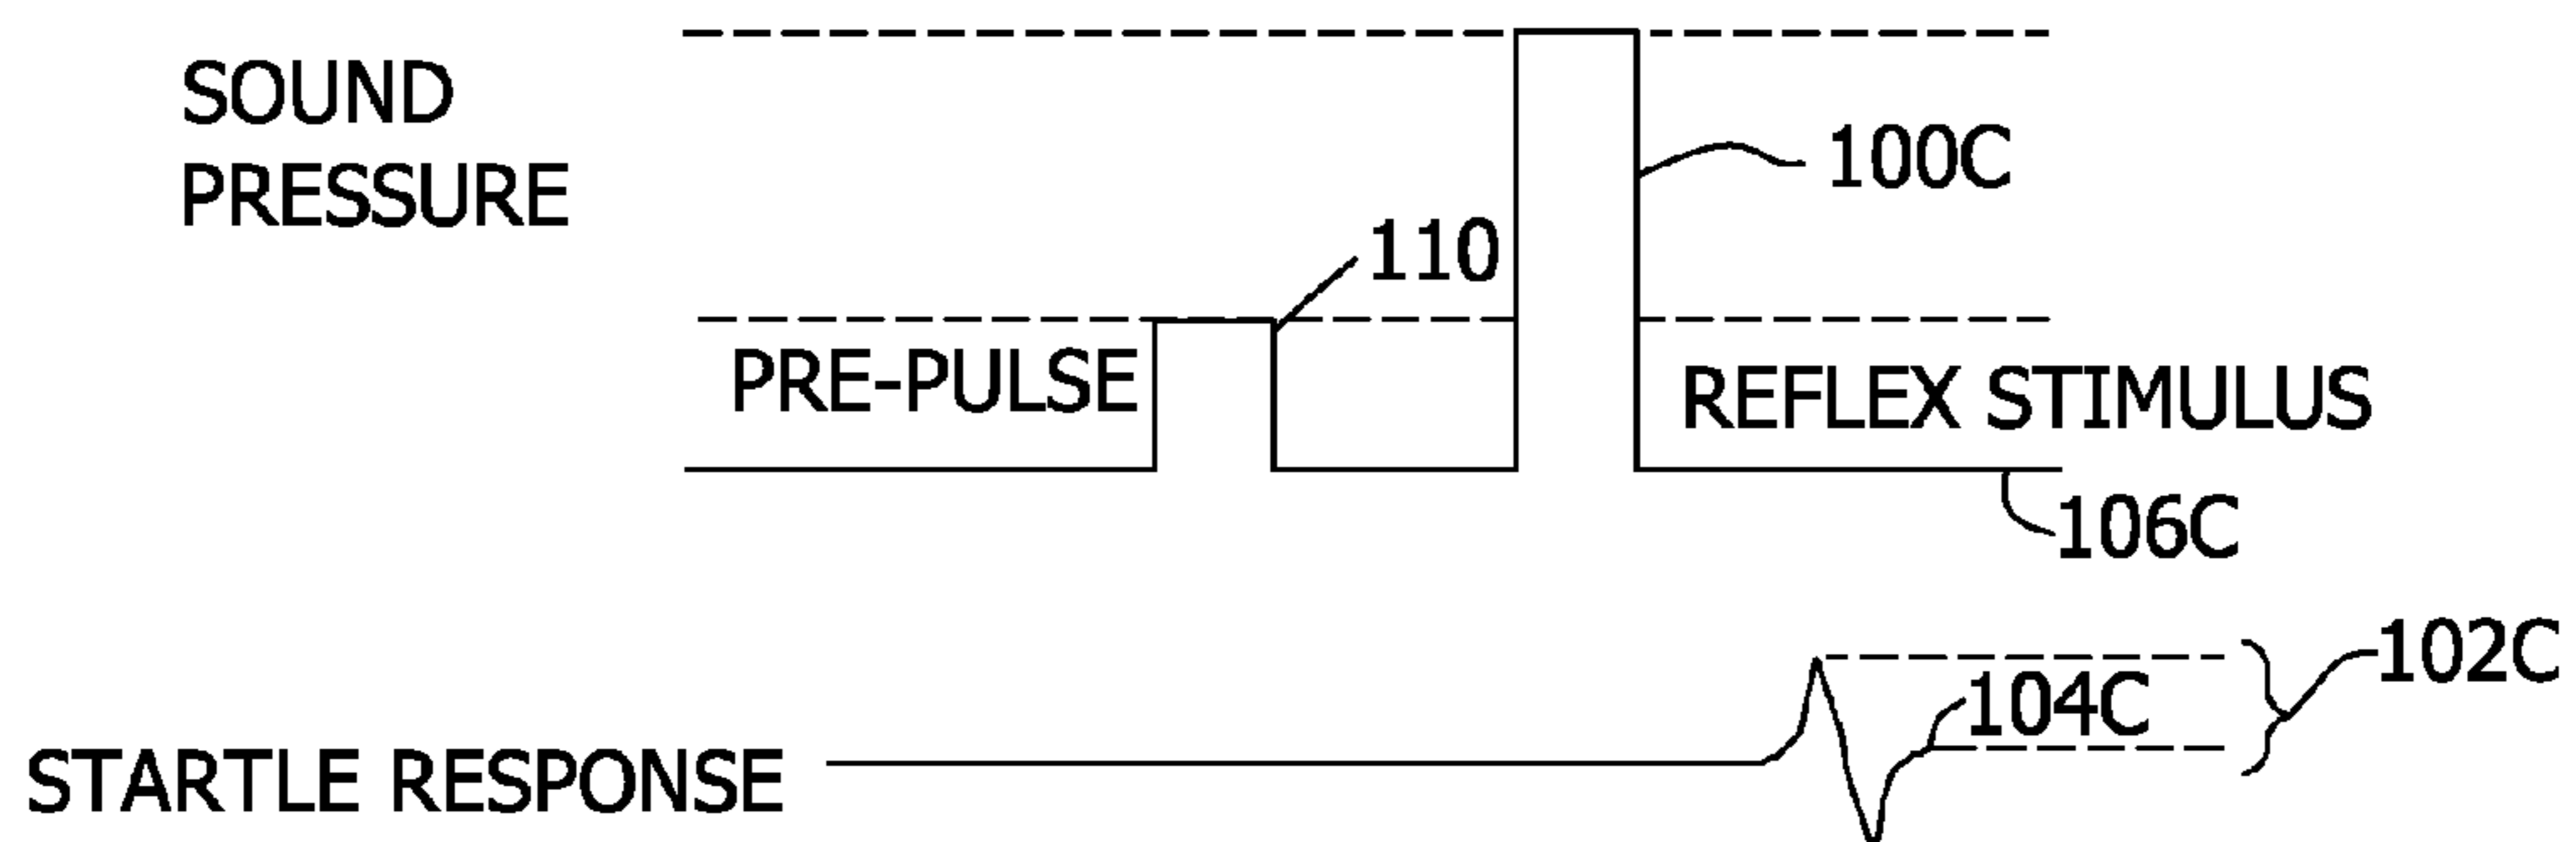 SOUND
PRESSURE
100C
110
PRE-PULSE
REFLEX STIMULUS
106C
102C
104C
STARTLE RESPONSE